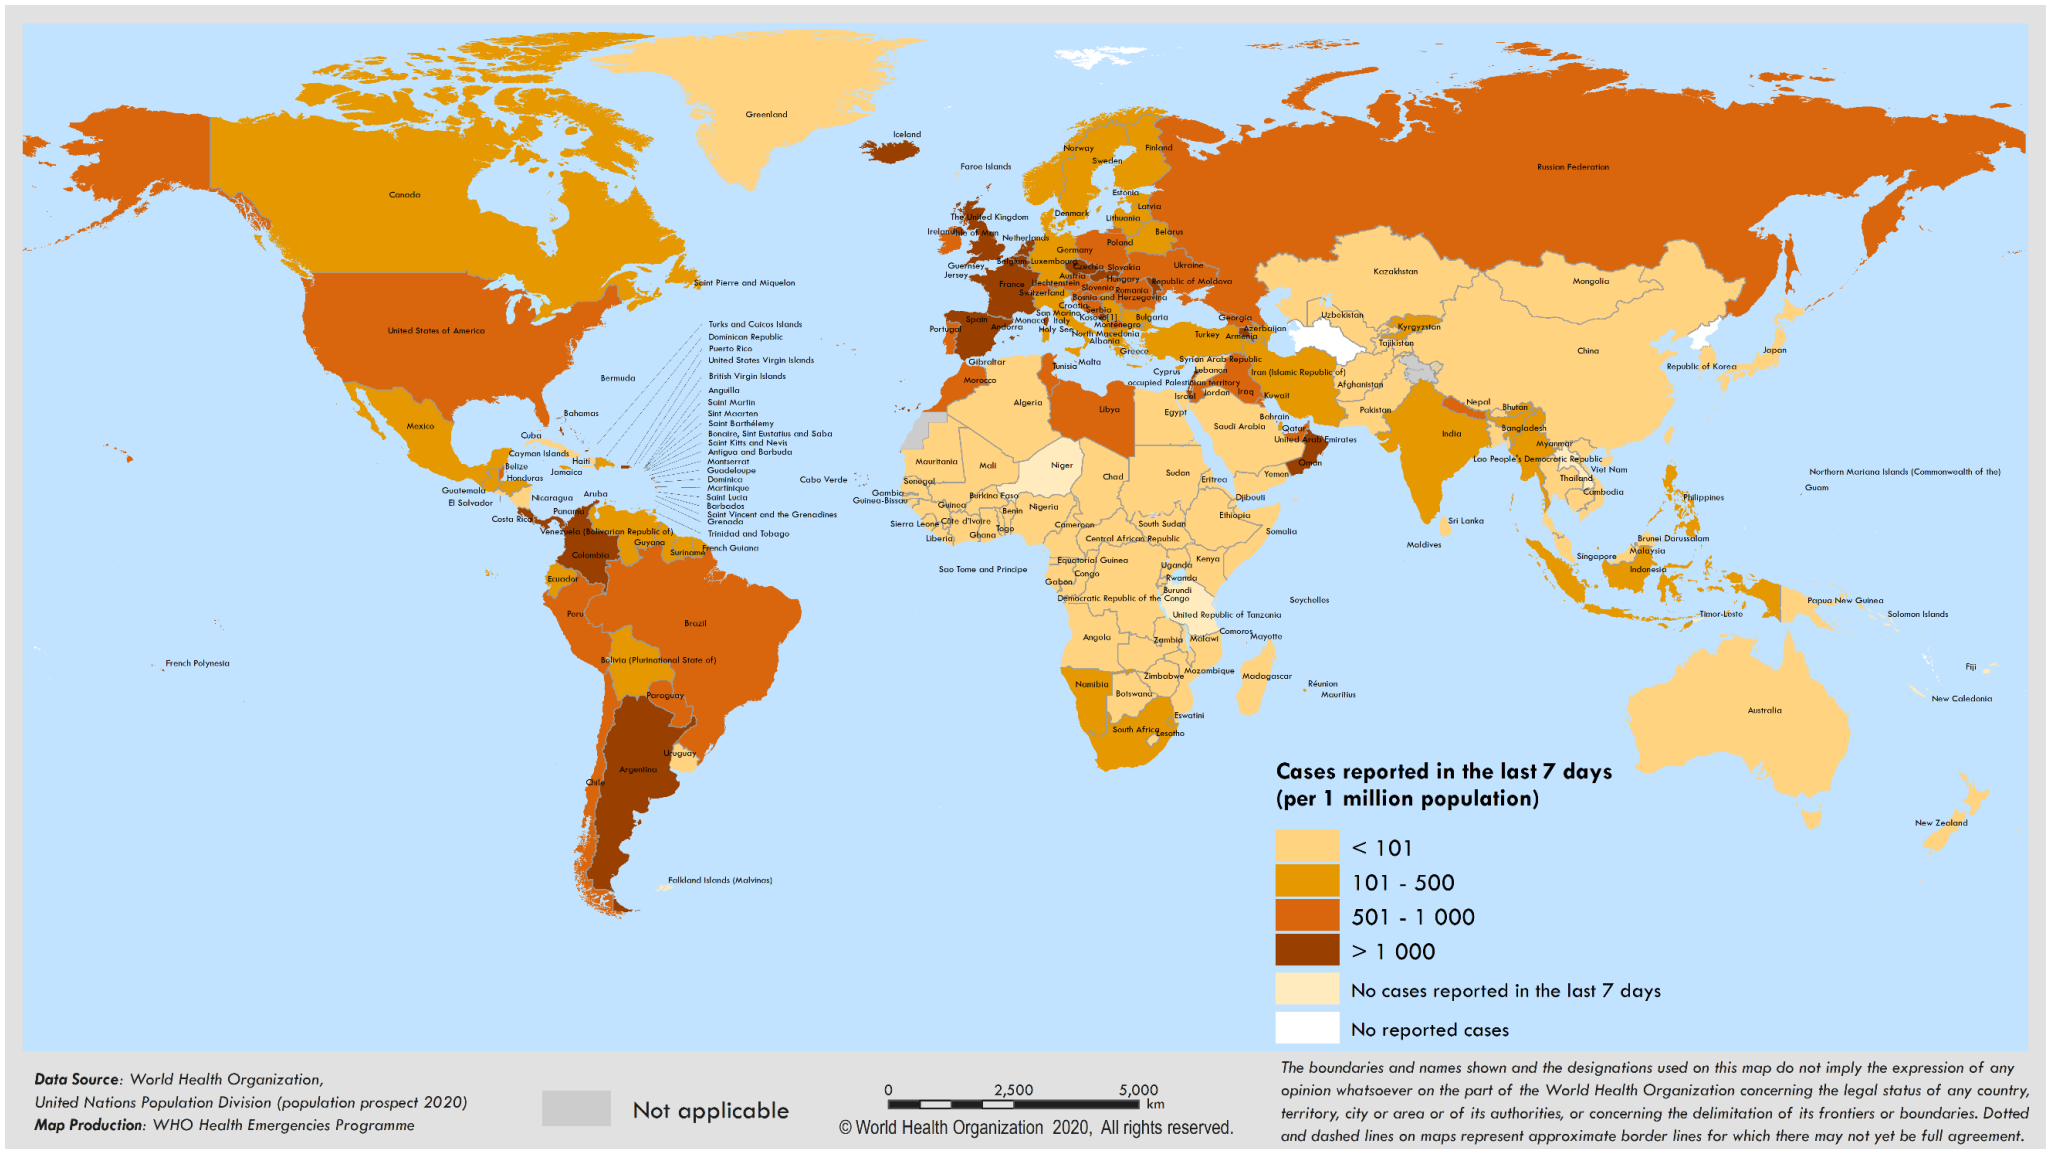 Greenland
Iceland
Faroe Islands
Norway
Finland
Sweden
Russian Federation
Canada
Estonia
Latvia
Denmark
Lithuania
The United Kingdom
Ireland
Isle of Man
Belarus
Netherlands
Poland
Germany
Guernsey
Belgium
Luxembourg
Czechia
Slovakia
Ukraine
Jersey
Austria
Hungary
Republic of Moldova
France
Liechtenstein
Slovenia
Romania
Switzerland
Bosnia and Herzegovina
Croatia
Serbia
San Marino
Kosovo[1]
Bulgaria
Spain
Monaco
Italy
Montenegro
Portugal
Andorra
Holy See
North Macedonia
Albania
Greece
Georgia
Azerbaijan
Turkey
Armenia
Kazakhstan
Mongolia
Uzbekistan
Kyrgyzstan
Tajikistan
China
Japan
Republic of Korea
Saint Pierre and Miquelon
United States of America
Turks and Caicos Islands
Dominican Republic
Puerto Rico
United States Virgin Islands
British Virgin Islands
Anguilla
Saint Martin
Sint Maarten
Saint Barthélemy
Bonaire, Sint Eustatius and Saba
Saint Kitts and Nevis
Antigua and Barbuda
Montserrat
Guadeloupe
Dominica
Martinique
Saint Lucia
Barbados
Saint Vincent and the Grenadines
Grenada
Trinidad and Tobago
Bermuda
Bahamas
Mexico
Cuba
Cayman Islands
Haiti
Belize
Jamaica
Honduras
Guatemala
Nicaragua
El Salvador
Aruba
Costa Rica
Panama
Venezuela (Bolivarian Republic of)
Guyana
French Guiana
Suriname
Colombia
Ecuador
Peru
Brazil
Bolivia (Plurinational State of)
Paraguay
Uruguay
Argentina
Chile
Falkland Islands (Malvinas)
French Polynesia
Cabo Verde
Gibraltar
Malta
Tunisia
Cyprus
Syrian Arab Republic
Lebanon
occupied Palestinian territory
Israel
Jordan
Iraq
Iran (Islamic Republic of)
Kuwait
Afghanistan
Pakistan
Nepal
Bhutan
Morocco
Algeria
Libya
Egypt
Saudi Arabia
Bahrain
Qatar
United Arab Emirates
Oman
Yemen
India
Bangladesh
Myanmar
Lao People's Democratic Republic
Viet Nam
Thailand
Cambodia
Philippines
Northern Mariana Islands (Commonwealth of the)
Guam
Mauritania
Mali
Niger
Chad
Sudan
Eritrea
Senegal
Gambia
Guinea-Bissau
Burkina Faso
Guinea
Benin
Nigeria
Djibouti
Sierra Leone
Côte d'Ivoire
Togo
Ghana
Liberia
Cameroon
South Sudan
Ethiopia
Central African Republic
Somalia
Sri Lanka
Maldives
Brunei Darussalam
Malaysia
Singapore
Indonesia
Sao Tome and Principe
Equatorial Guinea
Gabon
Congo
Uganda
Kenya
Rwanda
Burundi
Democratic Republic of the Congo
United Republic of Tanzania
Seychelles
Comoros
Mayotte
Angola
Zambia
Malawi
Mozambique
Zimbabwe
Madagascar
Namibia
Botswana
Réunion
Mauritius
Eswatini
South Africa
Lesotho
Timor-Leste
Papua New Guinea
Solomon Islands
Fiji
New Caledonia
Australia
New Zealand
Cases reported in the last 7 days
(per 1 million population)
< 101
101 - 500
501 - 1 000
> 1 000
No cases reported in the last 7 days
No reported cases
Data Source: World Health Organization,
United Nations Population Division (population prospect 2020)
Map Production: WHO Health Emergencies Programme
Not applicable
0 2,500 5,000
km
© World Health Organization 2020, All rights reserved.
The boundaries and names shown and the designations used on this map do not imply the expression of any
opinion whatsoever on the part of the World Health Organization concerning the legal status of any country,
territory, city or area or of its authorities, or concerning the delimitation of its frontiers or boundaries. Dotted
and dashed lines on maps represent approximate border lines for which there may not yet be full agreement.